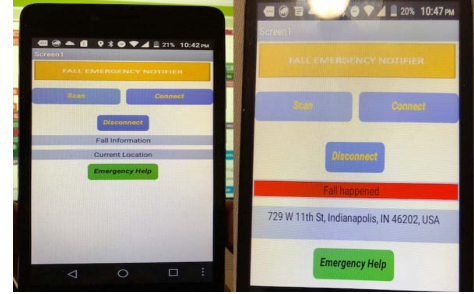 21% 10:42 PM
Screen1
FALL EMERGENCY NOTIFIER
Scan Connect
Disconnect
Fall Information
Current Location
Emergency Help
20% 10:47 PM
Screen1
FALL EMERGENCY NOTIFIER
Scan Connect
Disconnect
Fall happened
729 W 11th St, Indianapolis, IN 46202, USA
Emergency Help